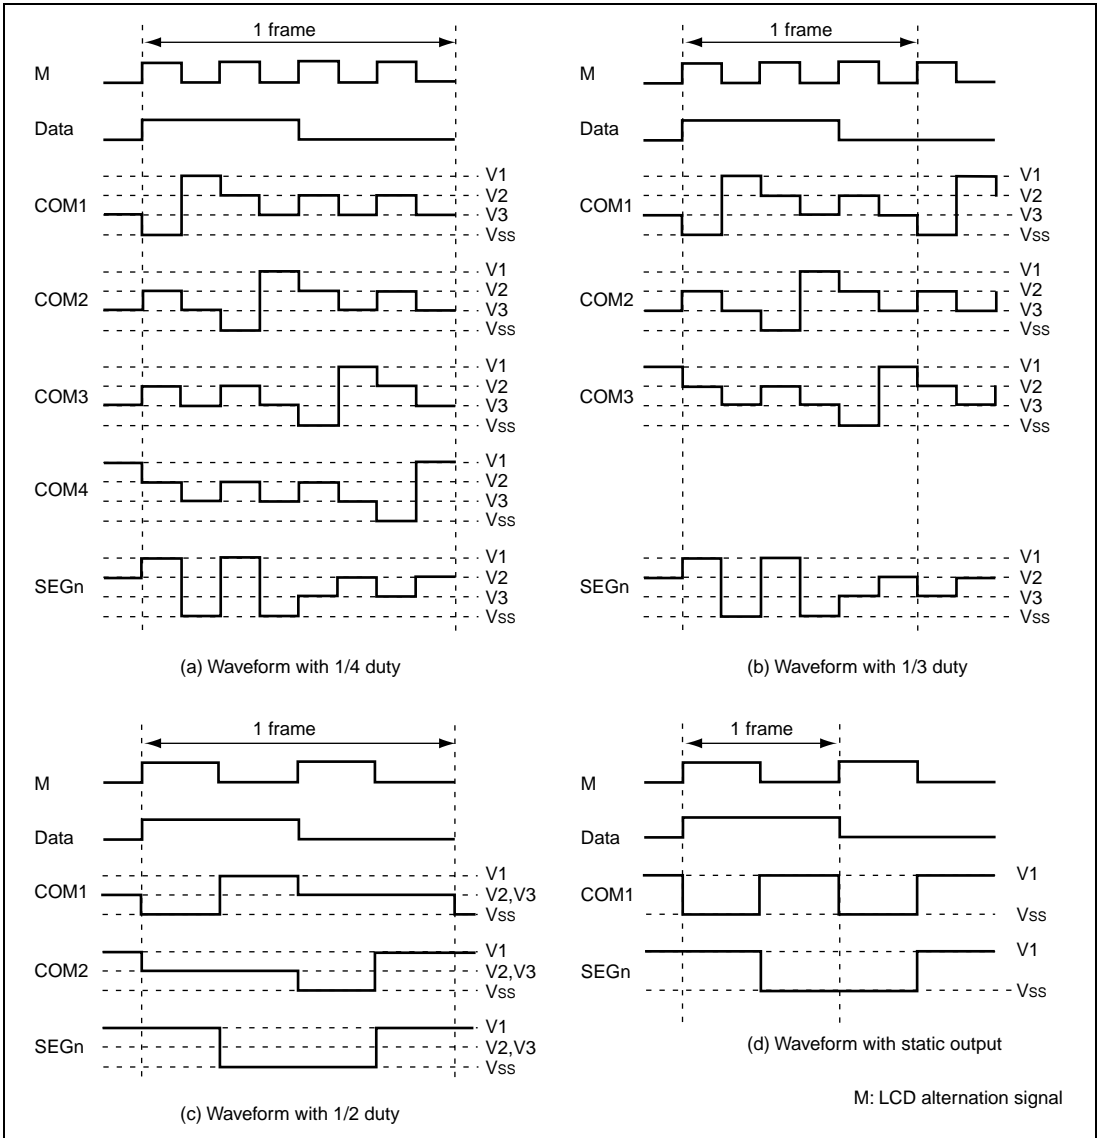 1 frame
M
Data
COM1
V1
V2
V3
Vss
COM2
V1
V2
V3
Vss
COM3
V1
V2
V3
Vss
COM4
V1
V2
V3
Vss
SEGn
V1
V2
V3
Vss
(a) Waveform with 1/4 duty
1 frame
M
Data
COM1
V1
V2
V3
Vss
COM2
V1
V2
V3
Vss
COM3
V1
V2
V3
Vss
SEGn
V1
V2
V3
Vss
(b) Waveform with 1/3 duty
1 frame
M
Data
COM1
V1
V2,V3
Vss
COM2
V1
V2,V3
Vss
SEGn
V1
V2,V3
Vss
(c) Waveform with 1/2 duty
1 frame
M
Data
COM1
V1
Vss
SEGn
V1
Vss
(d) Waveform with static output
M: LCD alternation signal